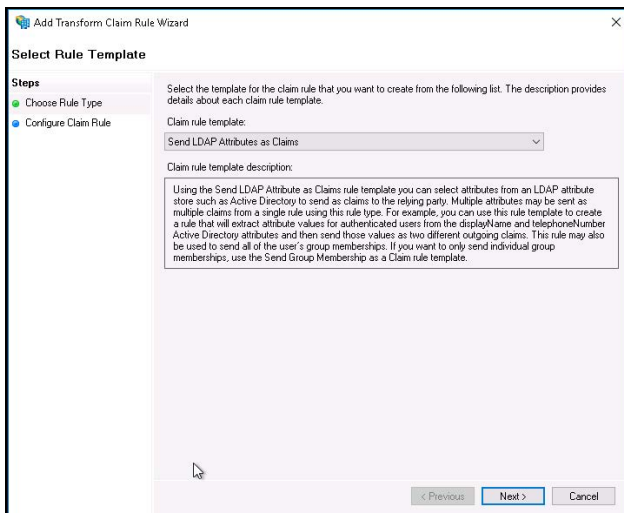 Add Transform Claim Rule Wizard
Select Rule Template
Steps
Choose Rule Type
Configure Claim Rule
Select the template for the claim rule that you want to create from the following list. The description provides
details about each claim rule template.
Claim rule template:
Send LDAP Attributes as Claims
Claim rule template description:
Using the Send LDAP Attribute as Claims rule template you can select attributes from an LDAP attribute
store such as Active Directory to send as claims to the relying party. Multiple attributes may be sent as
multiple claims from a single rule using this rule type. For example, you can use this rule template to create
a rule that will extract attribute values for authenticated users from the displayName and telephoneNumber
Active Directory attributes and then send those values as two different outgoing claims. This rule may also
be used to send all of the user's group memberships. If you want to only send individual group
memberships, use the Send Group Membership as a Claim rule template.
< Previous
Next >
Cancel